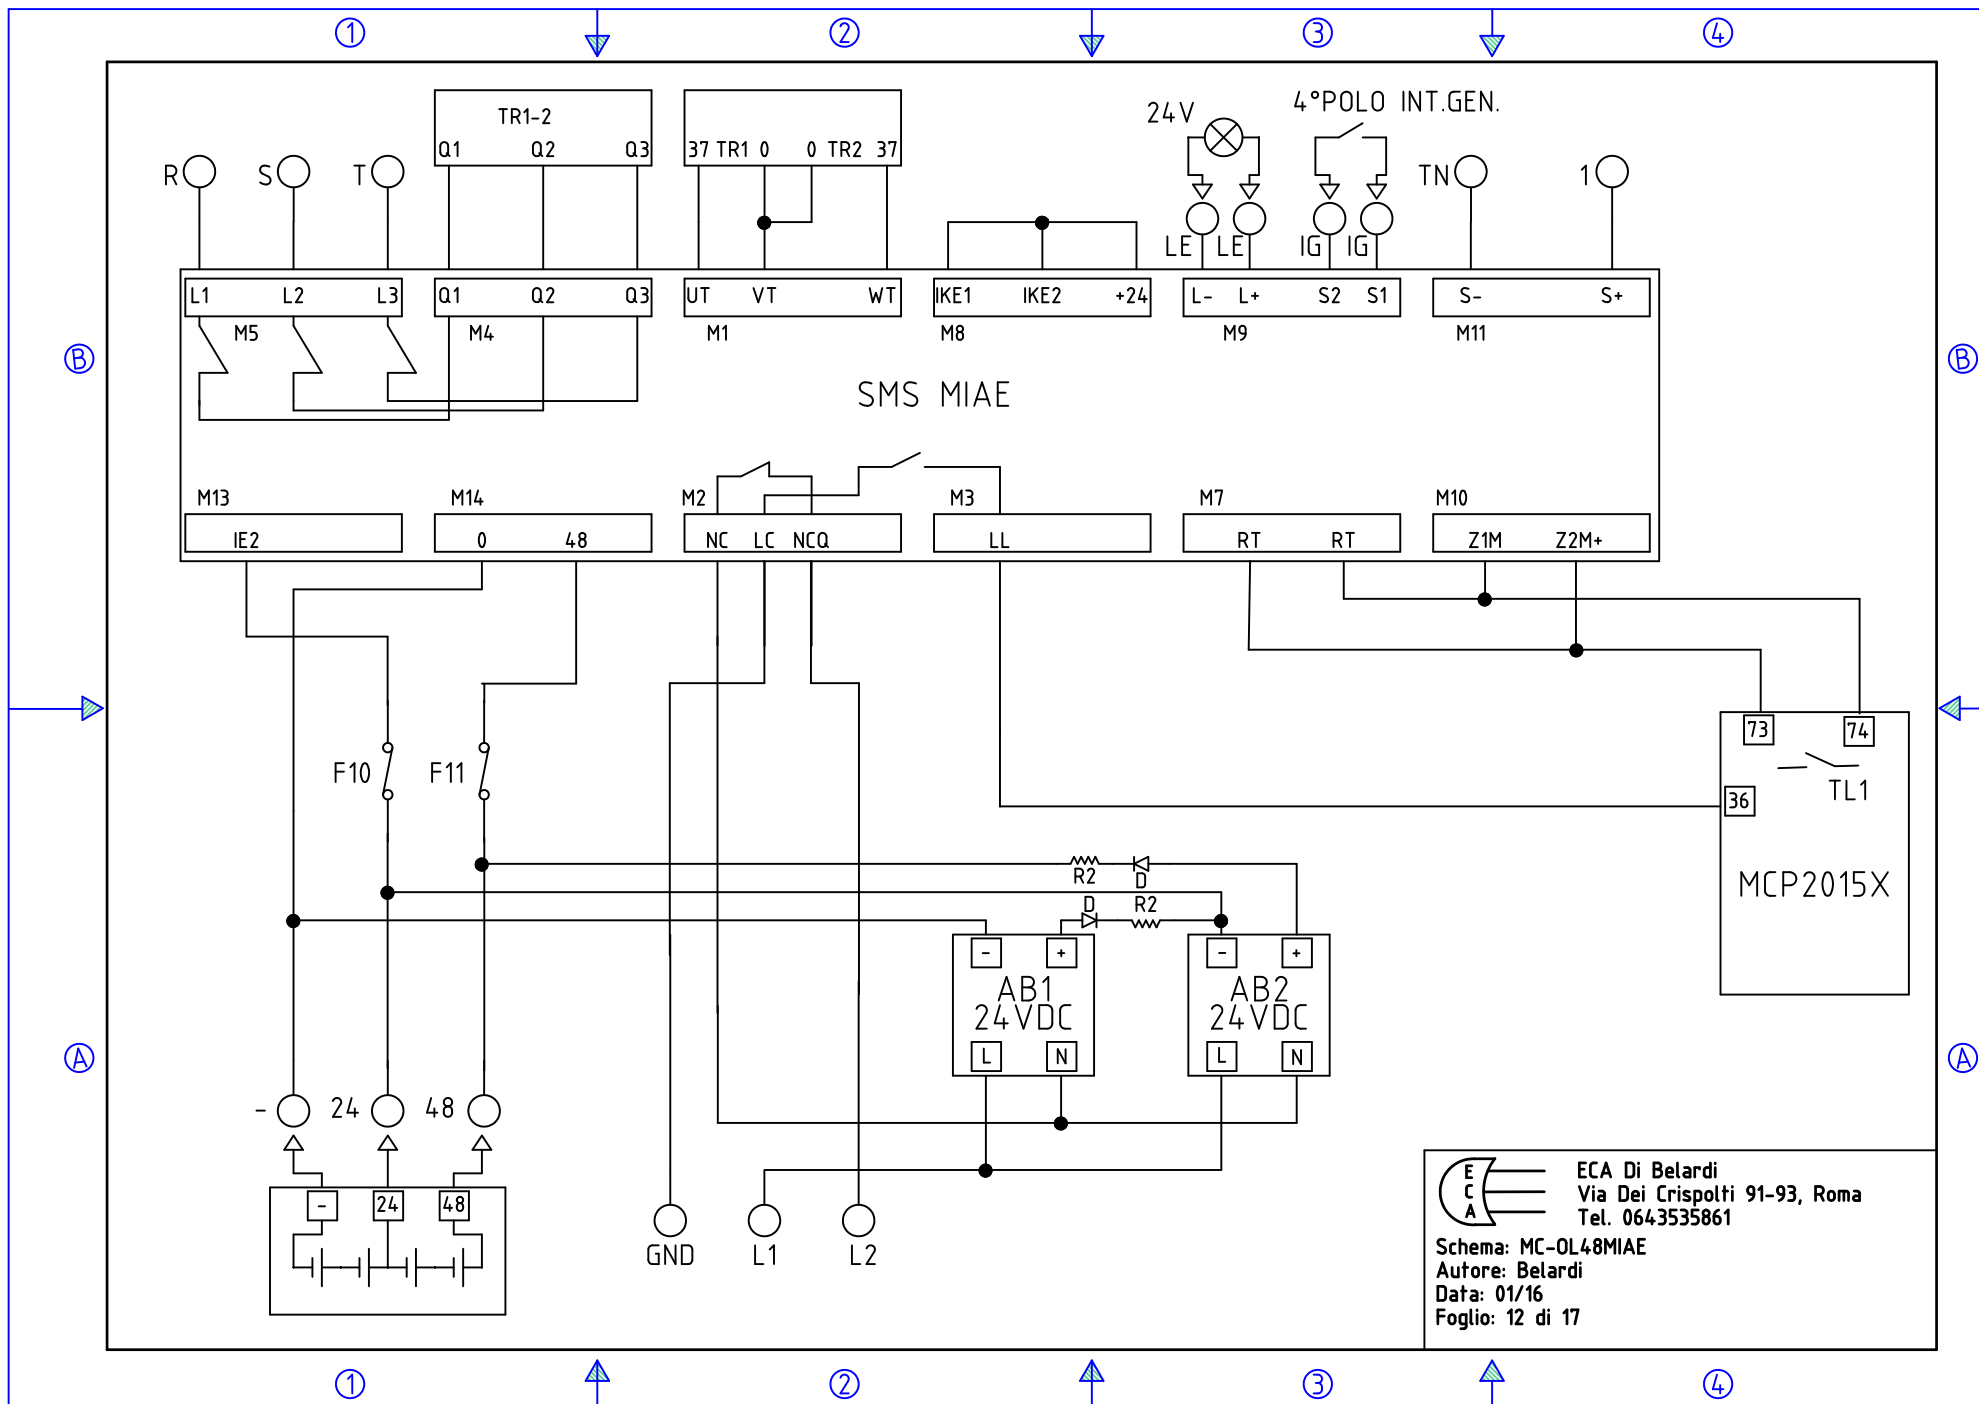 1 2 3 4
TR1-2
Q1 Q2 Q3
37 TR1 0 0 TR2 37
24V
4°POLO INT.GEN.
R S T
TN 1
LE LE IG IG
L1 L2 L3
Q1 Q2 Q3
UT VT WT
IKE1 IKE2 +24
L- L+ S2 S1
S- S+
M5 M4 M1 M8 M9 M11
B B
SMS MIAE
M13 M14 M2 M3 M7 M10
IE2
0 48
NC LC NCQ
LL
RT RT
Z1M Z2M+
73 74
F10 F11
TL1
36
R2 D
D R2
MCP2015X
- + - +
AB1
24VDC
AB2
24VDC
L N L N
A A
- 24 48
- 24 48
GND L1 L2
E
C
A
ECA Di Belardi
Via Dei Crispolti 91-93, Roma
Tel. 0643535861
Schema: MC-OL48MIAE
Autore: Belardi
Data: 01/16
Foglio: 12 di 17
1 2 3 4